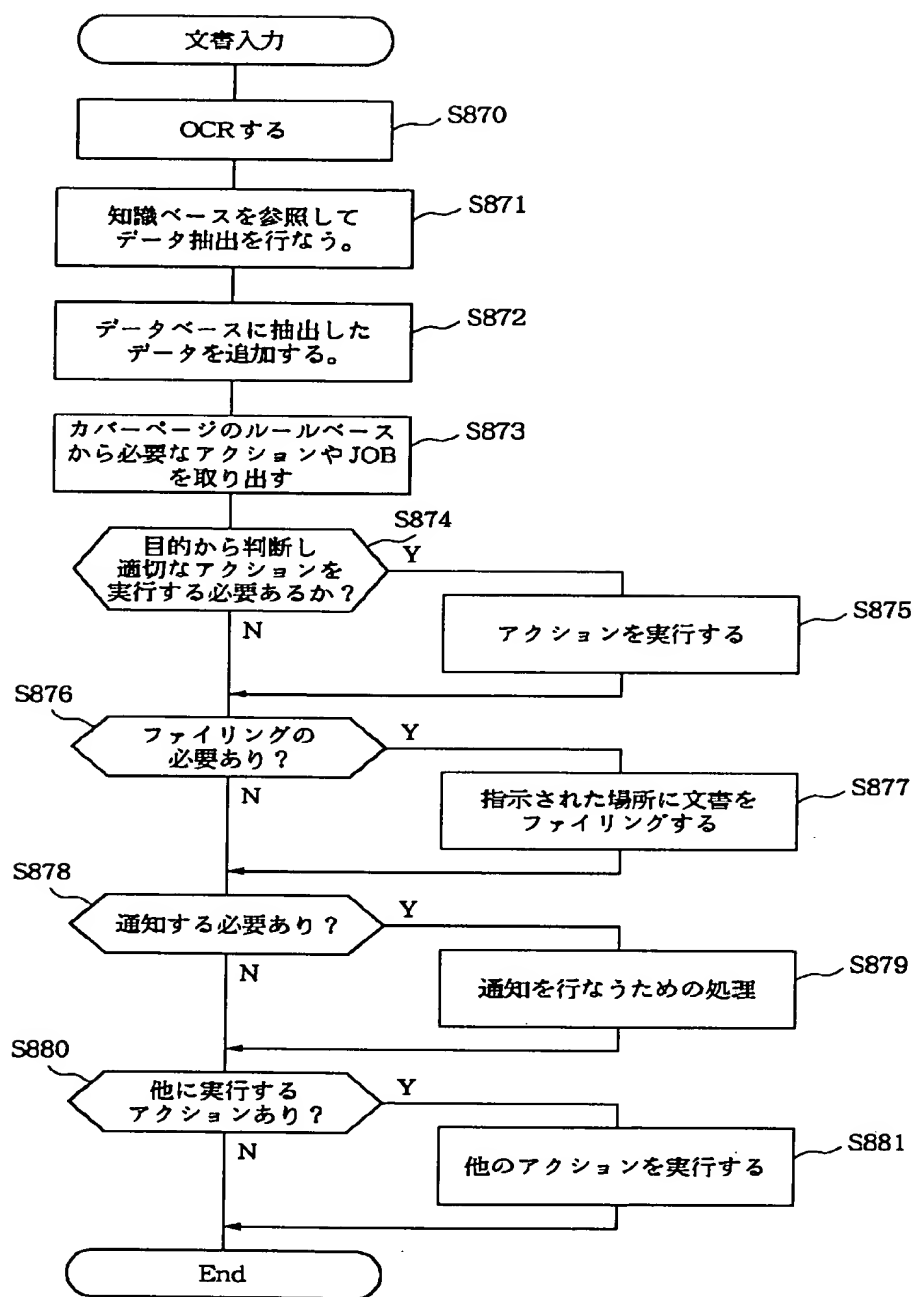 文書入力
OCRする
S870
知識ベースを参照して
データ抽出を行なう。
S871
データベースに抽出した
データを追加する。
S872
カバーページのルールベース
から必要なアクションやJOB
を取り出す
S873
S874
目的から判断し
適切なアクションを
実行する必要あるか？
Y
N
アクションを実行する
S875
S876
ファイリングの
必要あり？
Y
N
指示された場所に文書を
ファイリングする
S877
S878
通知する必要あり？
Y
N
通知を行なうための処理
S879
S880
他に実行する
アクションあり？
Y
N
他のアクションを実行する
S881
End